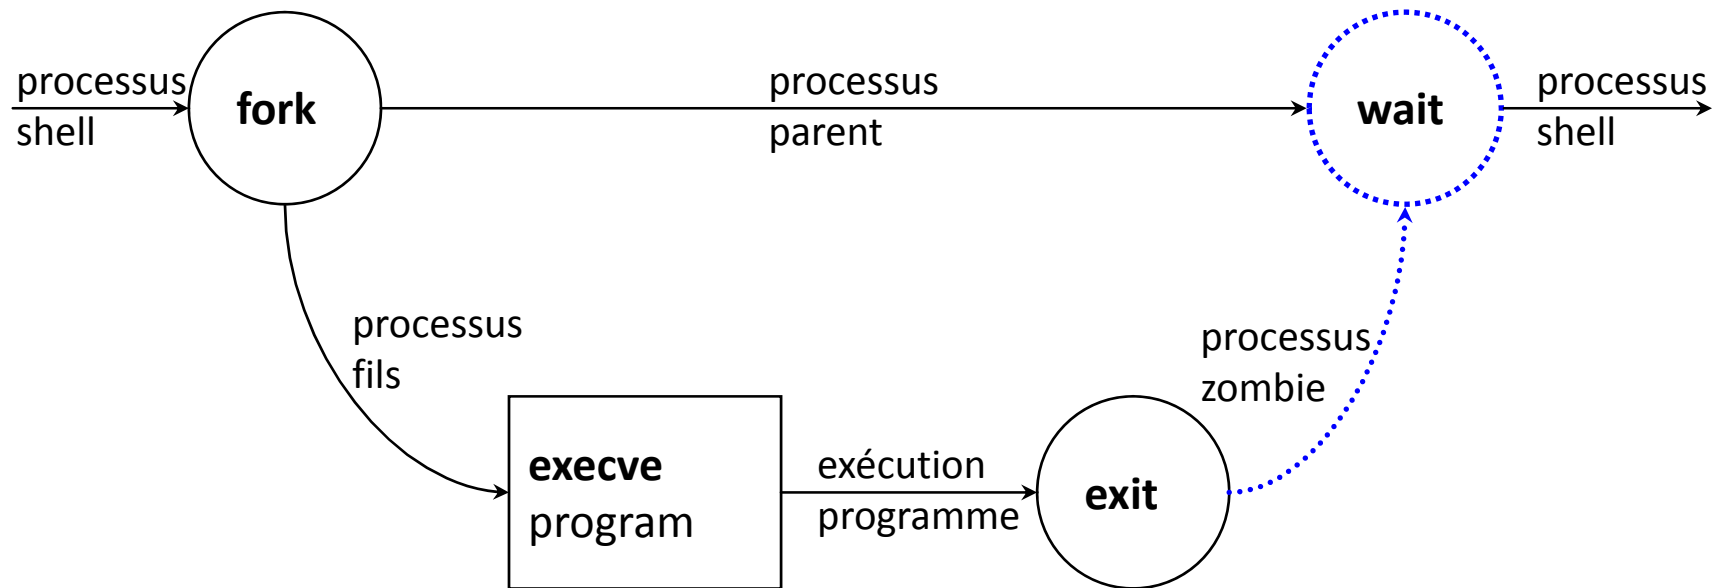 processus
shell
fork
processus
parent
wait
processus
shell
processus
fils
processus
zombie
execve
program
exécution
programme
exit